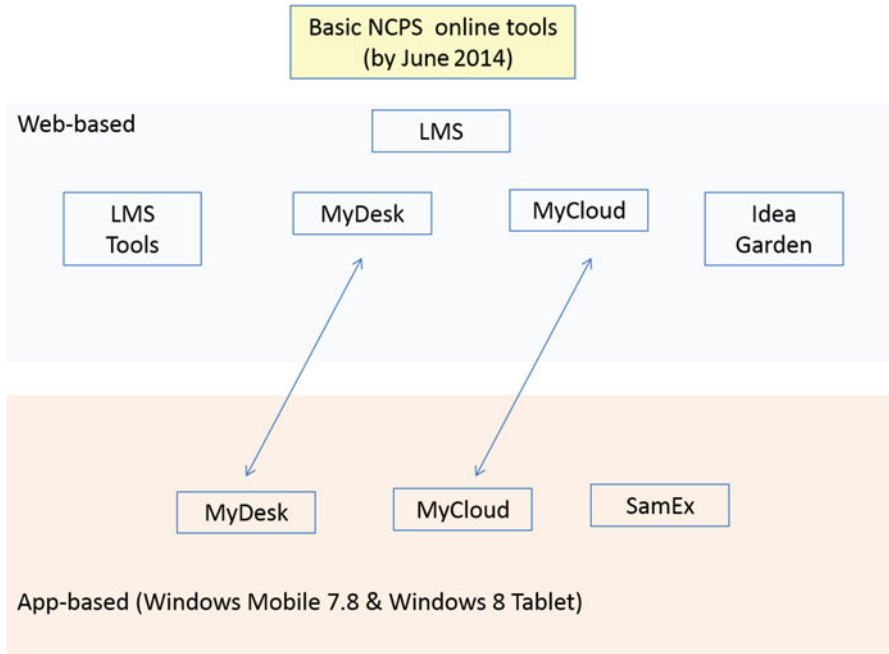 Basic NCPS online tools
(by June 2014)
Web-based
LMS
LMS
Tools
MyDesk
MyCloud
Idea
Garden
MyDesk
MyCloud
SamEx
App-based (Windows Mobile 7.8 & Windows 8 Tablet)